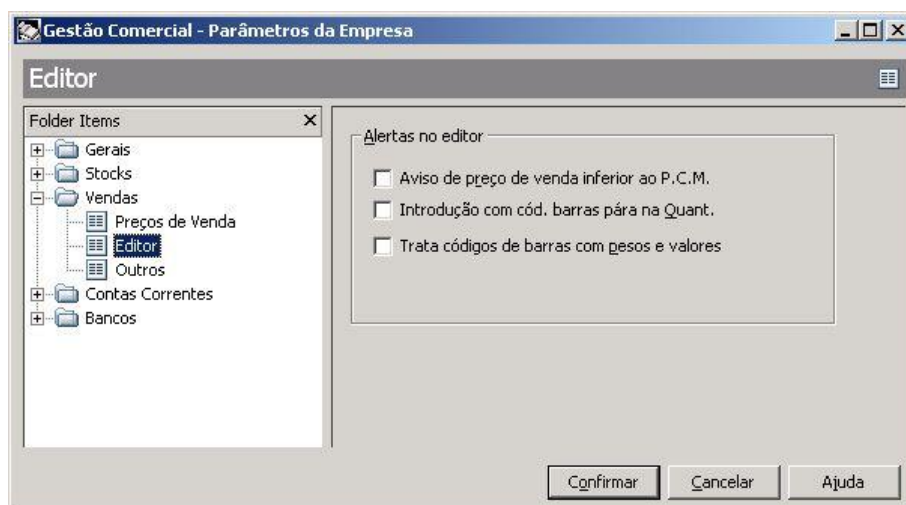 Gestão Comercial - Parâmetros da Empresa
Editor
Folder Items
Gerais
Stocks
Vendas
Preços de Venda
Editor
Outros
Contas Correntes
Bancos
Alertas no editor
Aviso de preço de venda inferior ao P.C.M.
Introdução com cód. barras pára na Quant.
Trata códigos de barras com pesos e valores
Confirmar
Cancelar
Ajuda